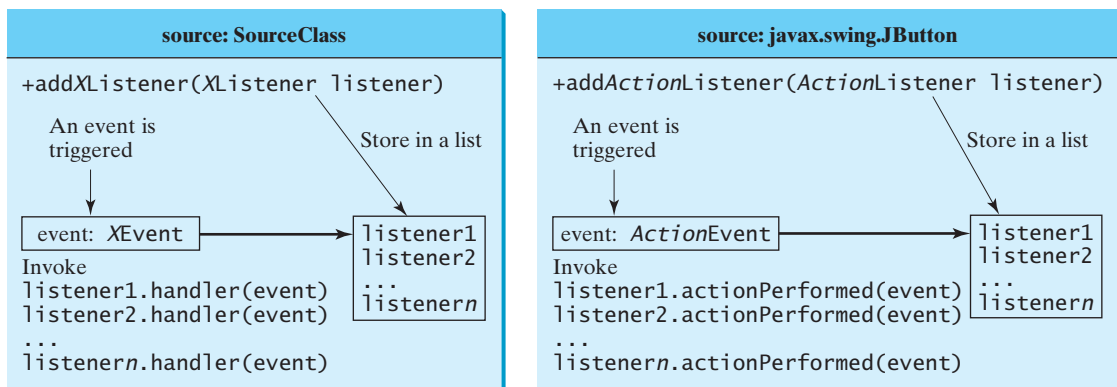 source: SourceClass
+addXListener(XListener listener)
An event is
triggered
Store in a list
event: XEvent
listener1
listener2
...
listenern
Invoke
listener1.handler(event)
listener2.handler(event)
...
listenern.handler(event)
source: javax.swing.JButton
+addActionListener(ActionListener listener)
An event is
triggered
Store in a list
event: ActionEvent
listener1
listener2
...
listenern
Invoke
listener1.actionPerformed(event)
listener2.actionPerformed(event)
...
listenern.actionPerformed(event)